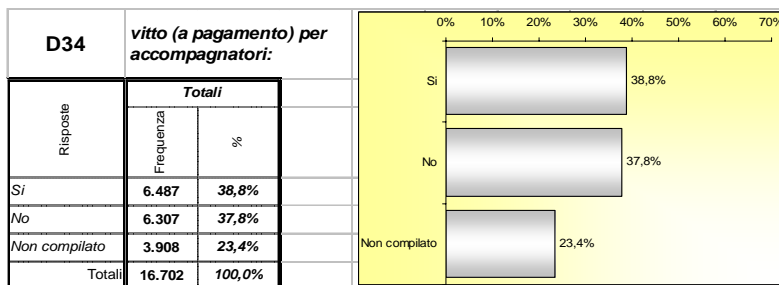 D34 vitto (a pagamento) per
accompagnatori:
Risposte Totali
Frequenza %
Si 6.487 38,8%
No 6.307 37,8%
Non compilato 3.908 23,4%
Totali 16.702 100,0%
0% 10% 20% 30% 40% 50% 60% 70%
Si 38,8%
No 37,8%
Non compilato 23,4%